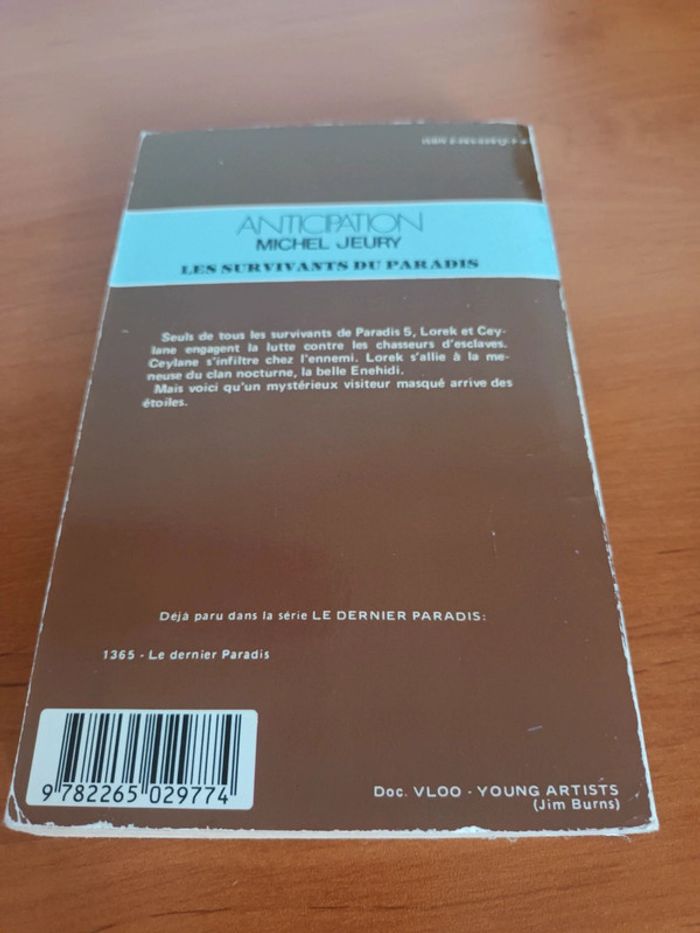 ANTICIPATION
MICHEL JEURY
LES SURVIVANTS DU PARADIS
Seuls de tous les survivants de Paradis 5, Lorek et Cey-
lane engagent la lutte contre les chasseurs d'esclaves.
Ceylane s'infiltre chez l'ennemi. Lorek s'allie à la me-
neuse du clan nocturne, la belle Enehidi.
Mais voici qu'un mystérieux visiteur masqué arrive des
étoiles.
Déjà paru dans la série LE DERNIER PARADIS:
1365 - Le dernier Paradis
9 782265 029774
Doc. VLOO - YOUNG ARTISTS
(Jim Burns)